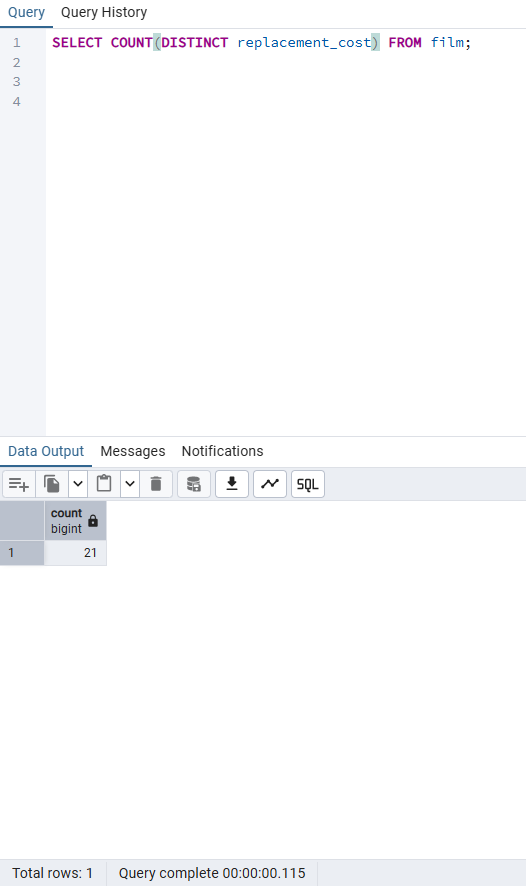 Query Query History
1 SELECT COUNT(DISTINCT replacement_cost) FROM film;
2
3
4
Data Output Messages Notifications
SQL
count
bigint
1 21
Total rows: 1 Query complete 00:00:00.115